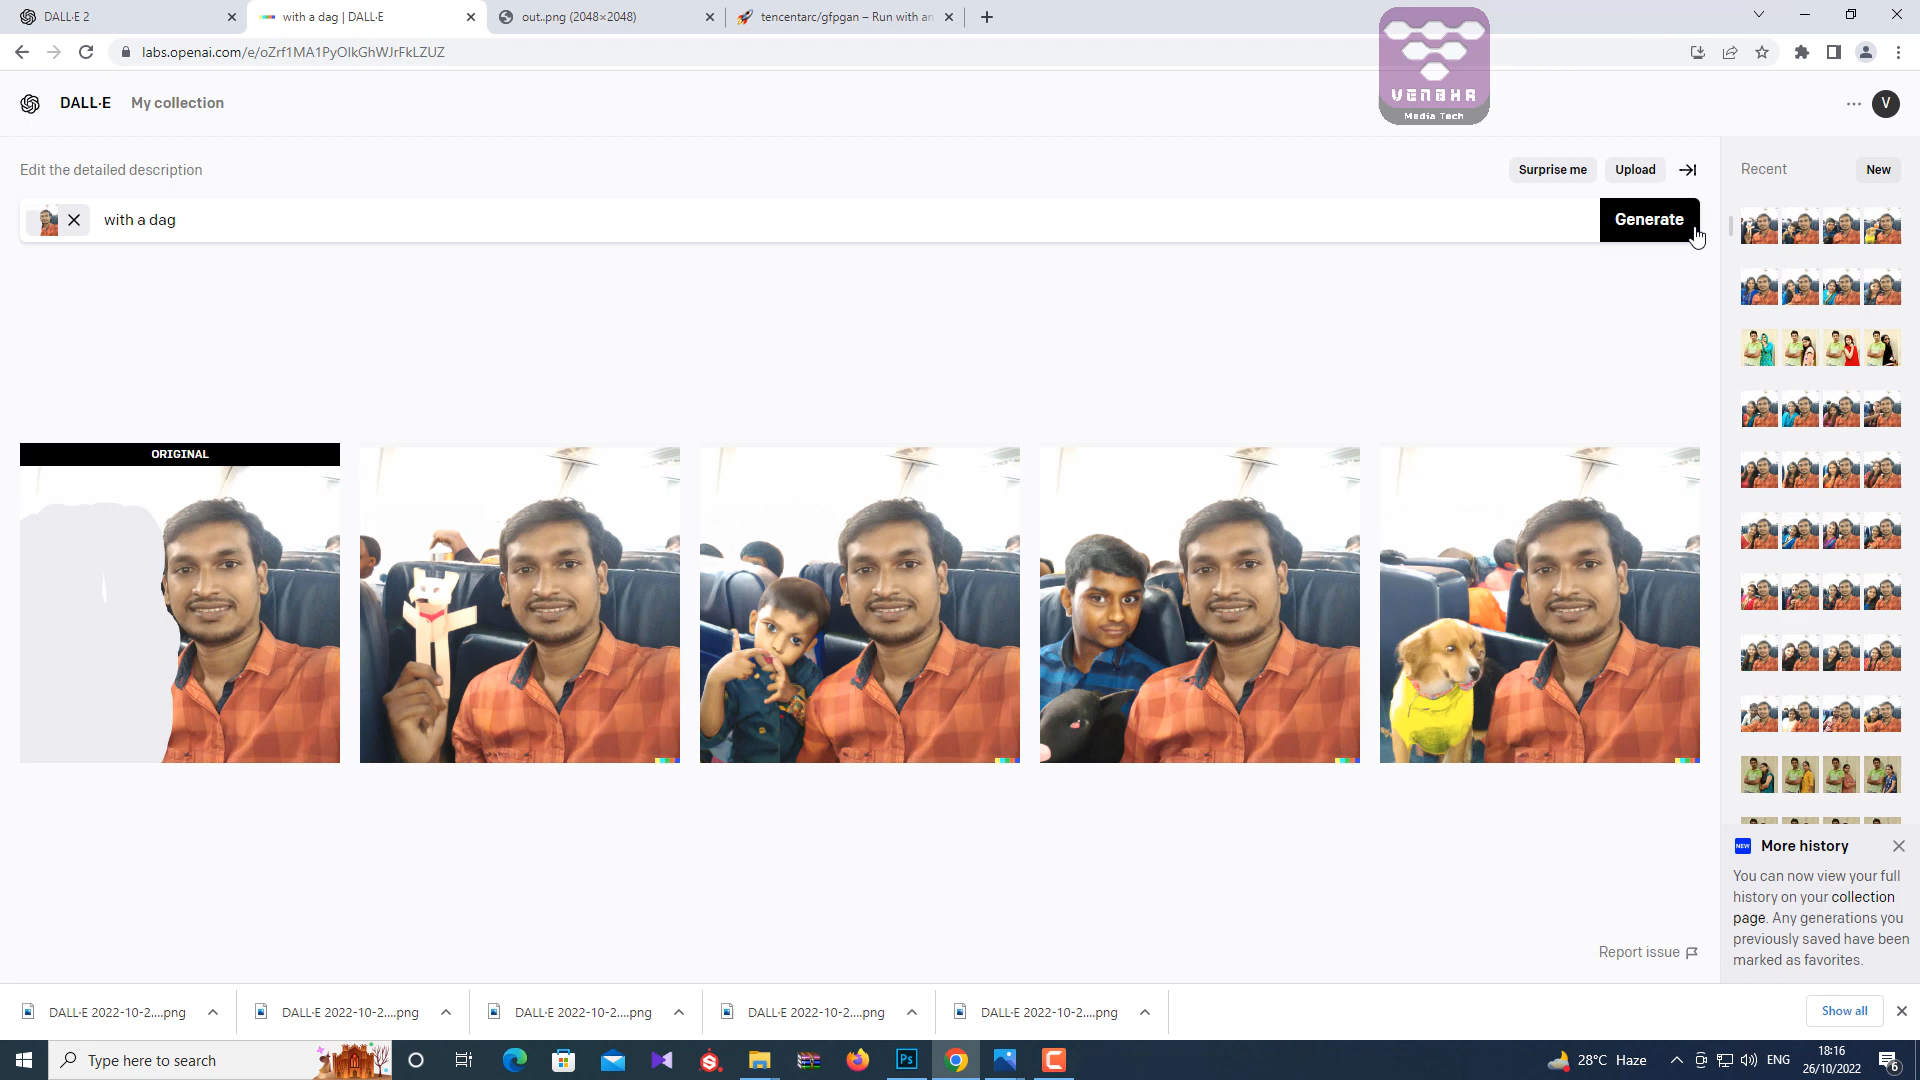 DALL·E 2
with a dag | DALL·E
out..png (2048×2048)
tencentarc/gfpgan – Run with an
labs.openai.com/e/oZrf1MA1PyOlkGhWJrFkLZUZ
VENBHA
Media Tech
DALL·E My collection
V
Edit the detailed description
Surprise me
Upload
Recent
New
with a dag
Generate
ORIGINAL
NEW More history
You can now view your full
history on your collection
page. Any generations you
previously saved have been
marked as favorites.
Report issue
DALL·E 2022-10-2....png
DALL·E 2022-10-2....png
DALL·E 2022-10-2....png
DALL·E 2022-10-2....png
DALL·E 2022-10-2....png
Show all
Type here to search
Ps
28°C Haze
ENG
18:16
26/10/2022
6